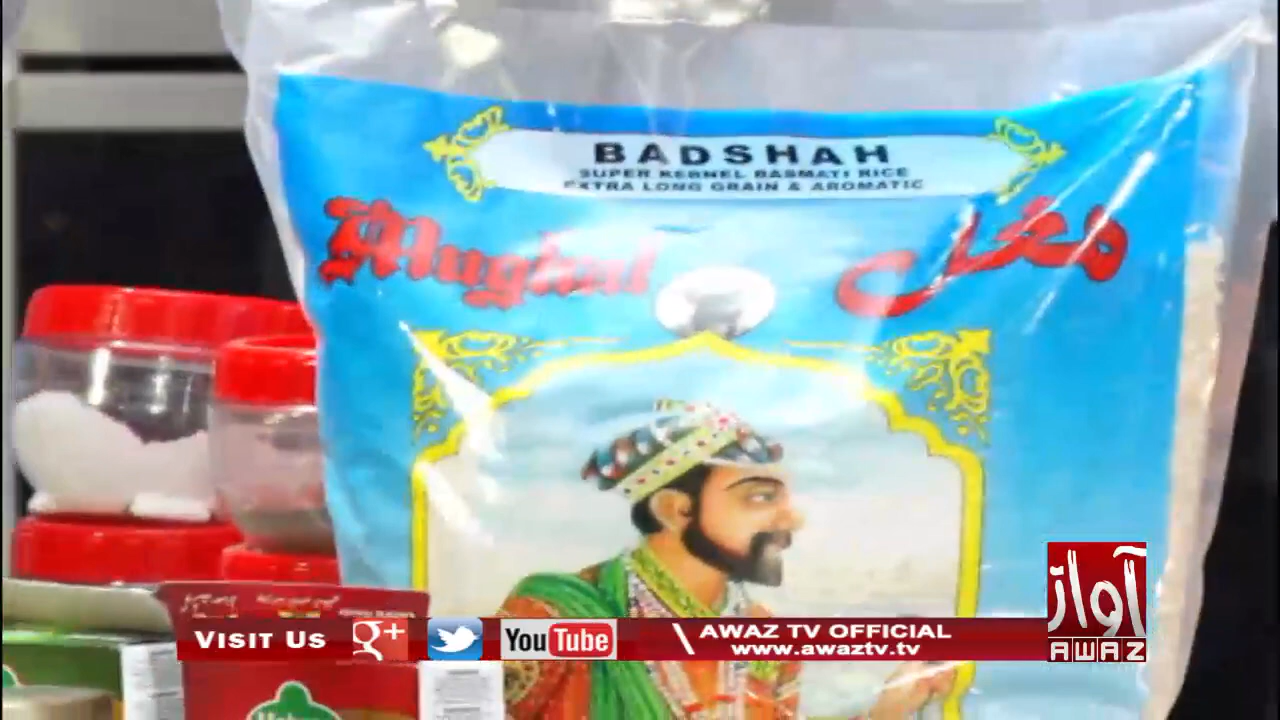 BADSHAH
SUPER KERNEL BASMATI RICE
EXTRA LONG GRAIN & AROMATIC
Mughal مغل
VISIT US g+ YouTube \ AWAZ TV OFFICIAL
www.awaztv.tv
آواز
AWAZ